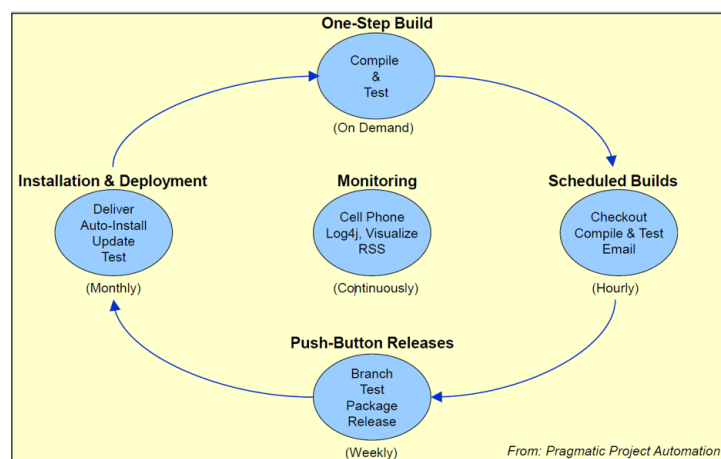 One-Step Build
Compile
&
Test
(On Demand)
Installation & Deployment
Deliver
Auto-Install
Update
Test
(Monthly)
Monitoring
Cell Phone
Log4j, Visualize
RSS
(Continuously)
Scheduled Builds
Checkout
Compile & Test
Email
(Hourly)
Push-Button Releases
Branch
Test
Package
Release
(Weekly)
From: Pragmatic Project Automation